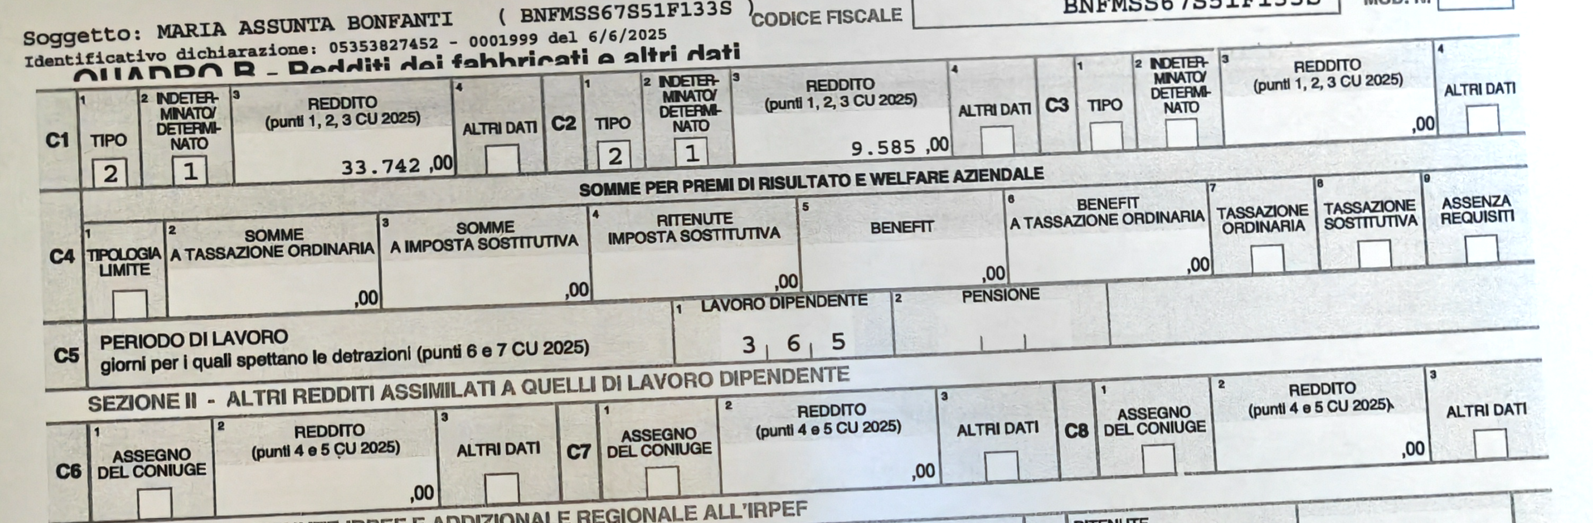 Soggetto: MARIA ASSUNTA BONFANTI ( BNFMSS67S51F133S ) CODICE FISCALE
Identificativo dichiarazione: 05353827452 - 0001999 del 6/6/2025
C1 1 TIPO 2 2 INDETERMINATO/DETERMINATO 1 3 REDDITO (punti 1, 2, 3 CU 2025) 33.742 ,00 4 ALTRI DATI C2 1 TIPO 2 2 INDETERMINATO/DETERMINATO 1 3 REDDITO (punti 1, 2, 3 CU 2025) 9.585 ,00 4 ALTRI DATI C3 1 TIPO 2 INDETERMINATO/DETERMINATO 3 REDDITO (punti 1, 2, 3 CU 2025) ,00 4 ALTRI DATI
SOMME PER PREMI DI RISULTATO E WELFARE AZIENDALE
C4 1 TIPOLOGIA LIMITE 2 SOMME A TASSAZIONE ORDINARIA ,00 3 SOMME A IMPOSTA SOSTITUTIVA ,00 4 RITENUTE IMPOSTA SOSTITUTIVA ,00 5 BENEFIT ,00 6 BENEFIT A TASSAZIONE ORDINARIA ,00 7 TASSAZIONE ORDINARIA 8 TASSAZIONE SOSTITUTIVA 9 ASSENZA REQUISITI
C5 PERIODO DI LAVORO
giorni per i quali spettano le detrazioni (punti 6 e 7 CU 2025) 1 LAVORO DIPENDENTE 3 6 5 2 PENSIONE
SEZIONE II - ALTRI REDDITI ASSIMILATI A QUELLI DI LAVORO DIPENDENTE
C6 1 ASSEGNO DEL CONIUGE 2 REDDITO (punti 4 e 5 CU 2025) ,00 3 ALTRI DATI C7 1 ASSEGNO DEL CONIUGE 2 REDDITO (punti 4 e 5 CU 2025) ,00 3 ALTRI DATI C8 1 ASSEGNO DEL CONIUGE 2 REDDITO (punti 4 e 5 CU 2025) ,00 3 ALTRI DATI
E ADDIZIONALE REGIONALE ALL'IRPEF